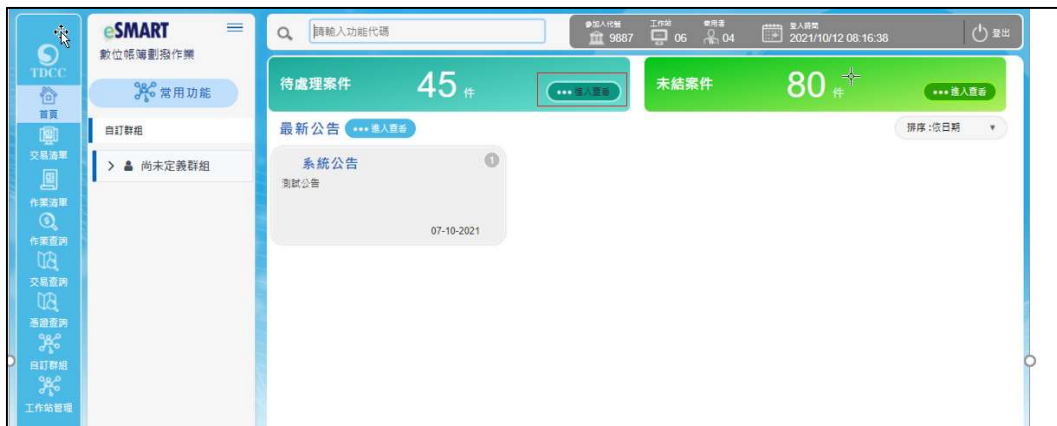 TDCC
首頁
交易清單
作業清單
作業查詢
交易查詢
憑證查詢
自訂群組
工作站管理
eSMART
數位帳簿劃撥作業
常用功能
自訂群組
尚未定義群組
請輸入功能代碼
參加人代號 9887
工作站 06
使用者 04
登入時間 2021/10/12 08:16:38
登出
待處理案件 45 件 •••進入查看
未結案件 80 件 •••進入查看
最新公告 •••進入查看
排序:依日期
系統公告 1
測試公告
07-10-2021